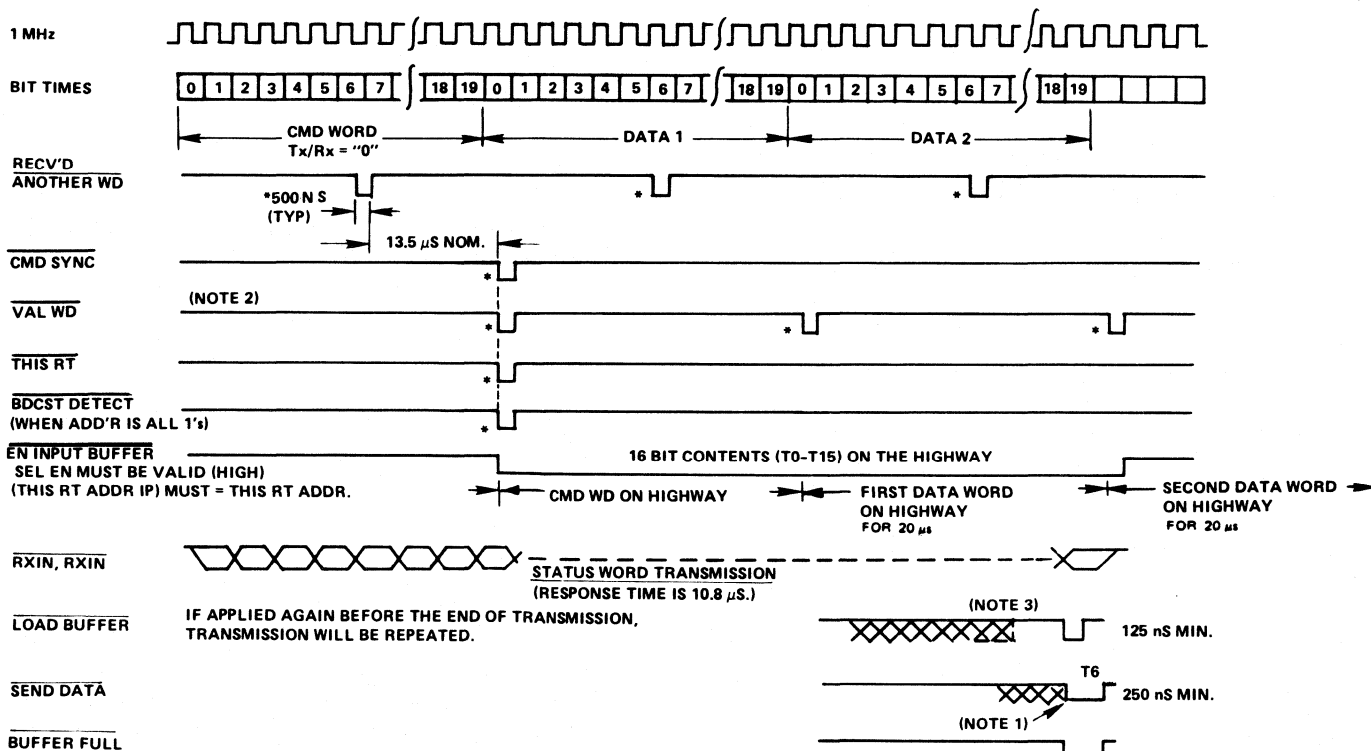 1 MHz
BIT TIMES 0 1 2 3 4 5 6 7 18 19 0 1 2 3 4 5 6 7 18 19 0 1 2 3 4 5 6 7 18 19
CMD WORD
Tx/Rx = "0"
DATA 1
DATA 2
RECV'D
ANOTHER WD
*500 N S
(TYP)
* *
13.5 μS NOM.
CMD SYNC
*
(NOTE 2)
VAL WD
* * *
THIS RT
*
BDCST DETECT
(WHEN ADD'R IS ALL 1's)
*
EN INPUT BUFFER
SEL EN MUST BE VALID (HIGH)
(THIS RT ADDR IP) MUST = THIS RT ADDR.
16 BIT CONTENTS (T0-T15) ON THE HIGHWAY
CMD WD ON HIGHWAY
FIRST DATA WORD
ON HIGHWAY
FOR 20 μs
SECOND DATA WORD
ON HIGHWAY
FOR 20 μs
RXIN, RXIN
STATUS WORD TRANSMISSION
(RESPONSE TIME IS 10.8 μS.)
LOAD BUFFER
IF APPLIED AGAIN BEFORE THE END OF TRANSMISSION,
TRANSMISSION WILL BE REPEATED.
(NOTE 3)
125 nS MIN.
SEND DATA
T6
250 nS MIN.
(NOTE 1)
BUFFER FULL